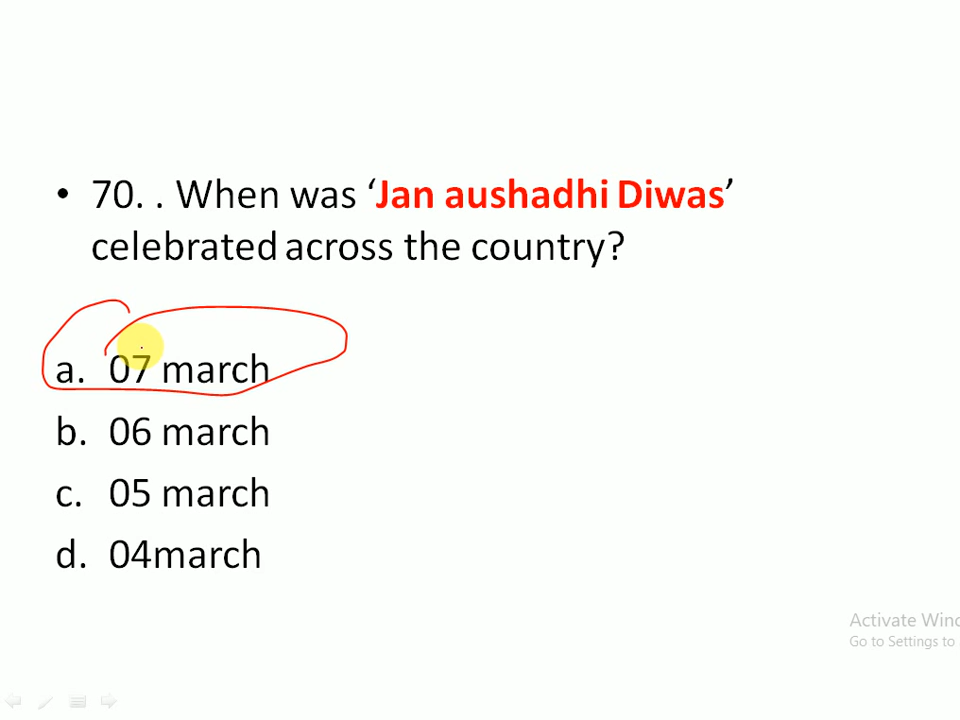 • 70. . When was ‘Jan aushadhi Diwas’
celebrated across the country?
a. 07 march
b. 06 march
c. 05 march
d. 04march
Activate Wind
Go to Settings to